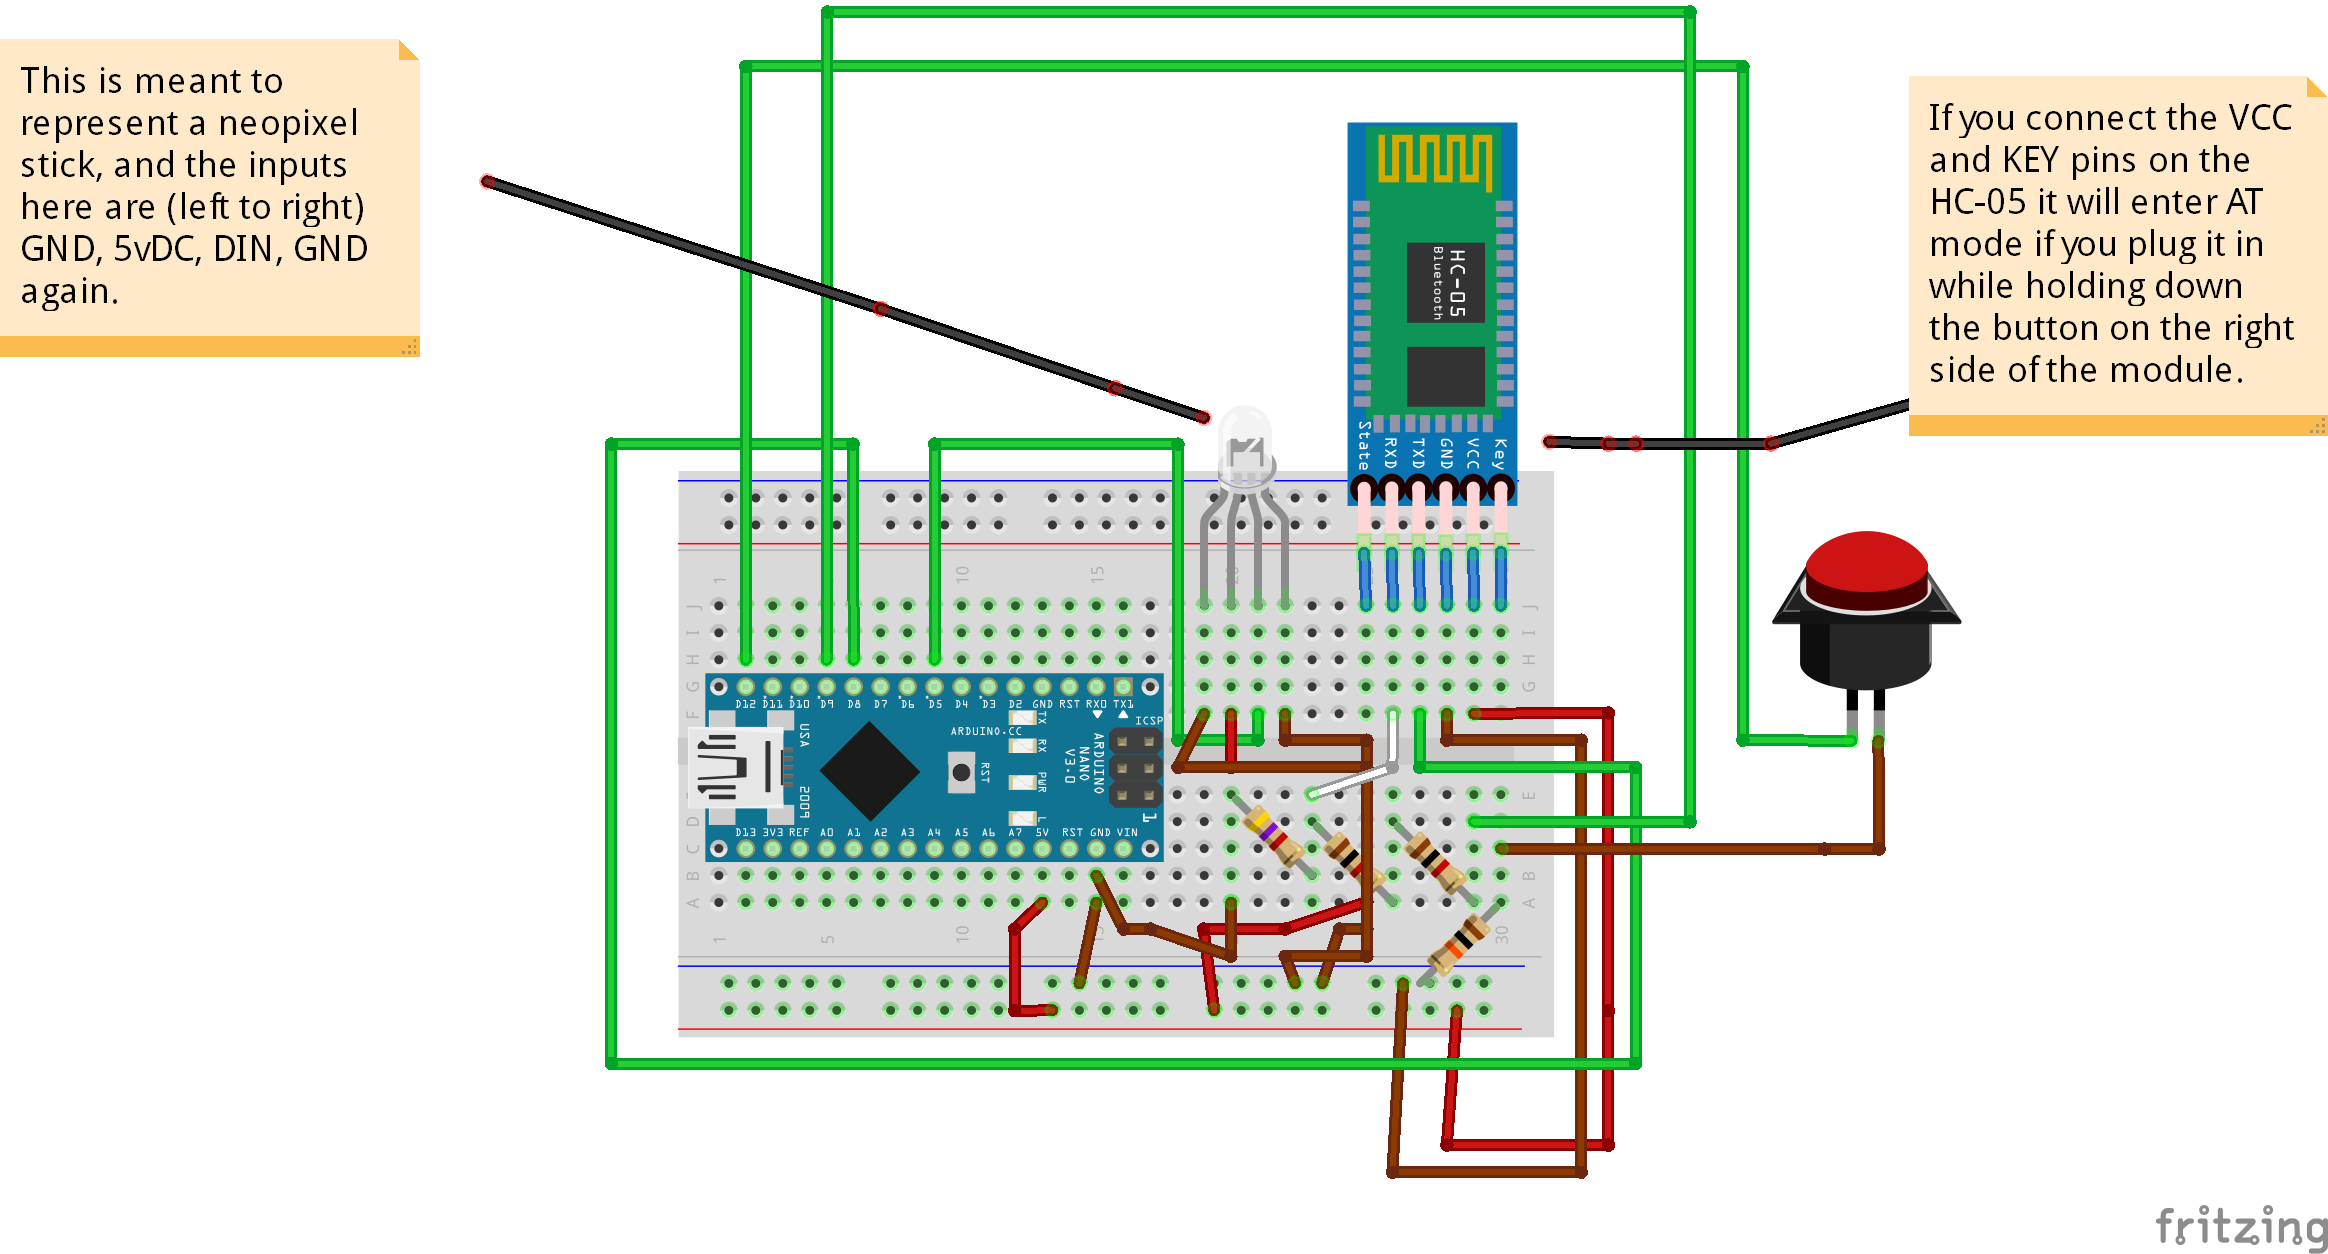 This is meant to
represent a neopixel
stick, and the inputs
here are (left to right)
GND, 5vDC, DIN, GND
again.
If you connect the VCC
and KEY pins on the
HC-05 it will enter AT
mode if you plug it in
while holding down
the button on the right
side of the module.
HC-05
Bluetooth
State RXD TXD GND VCC Key
1 10 15 20
J J
I I
H H
G G
D12 D11 D10 D9 D8 D7 D6 D5 D4 D3 D2 GND RST RX0 TX1
F F
TX
RX
PWR
L
ICSP
ARDUINO.CC
RST
ARDUINO
NANO
V3.0
USA
2009
1
E
D D
C C
D13 3V3 REF A0 A1 A2 A3 A4 A5 A6 A7 5V RST GND VIN
B B
A A
1 5 10 15 30
fritzing